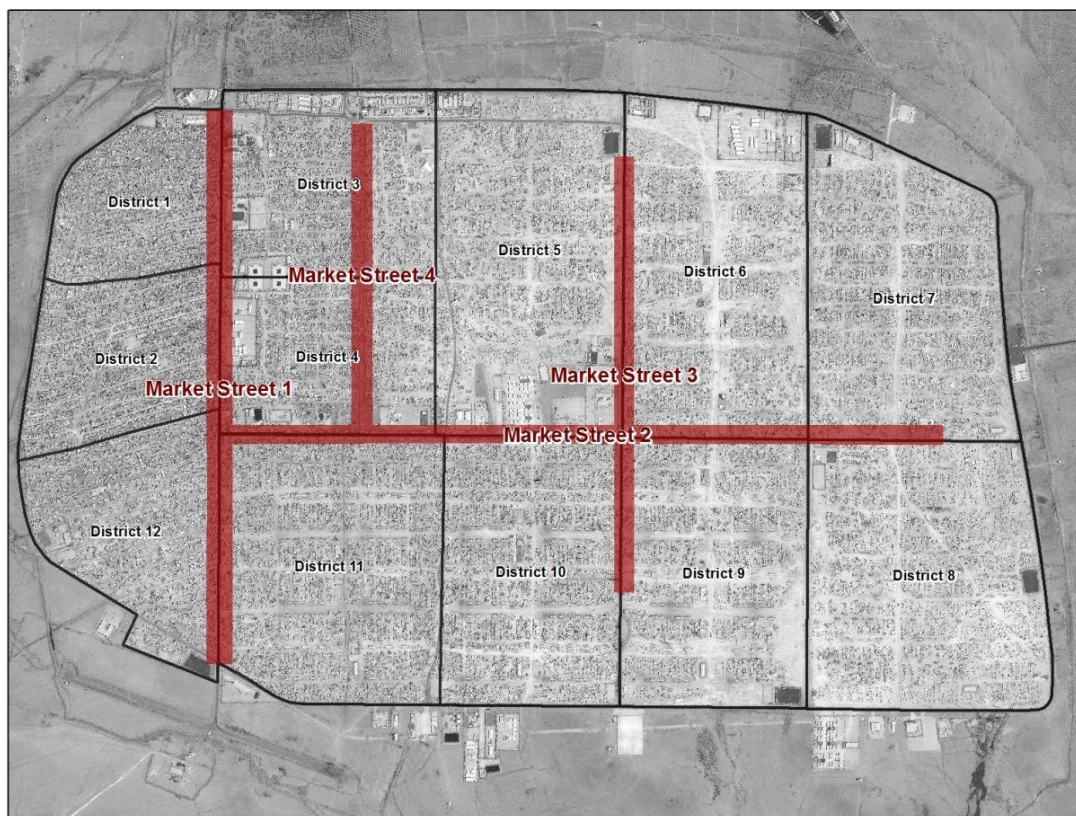 District 1
District 3
District 5
District 6
District 7
Market Street 4
District 2
District 4
Market Street 1
Market Street 3
Market Street 2
District 12
District 11
District 10
District 9
District 8